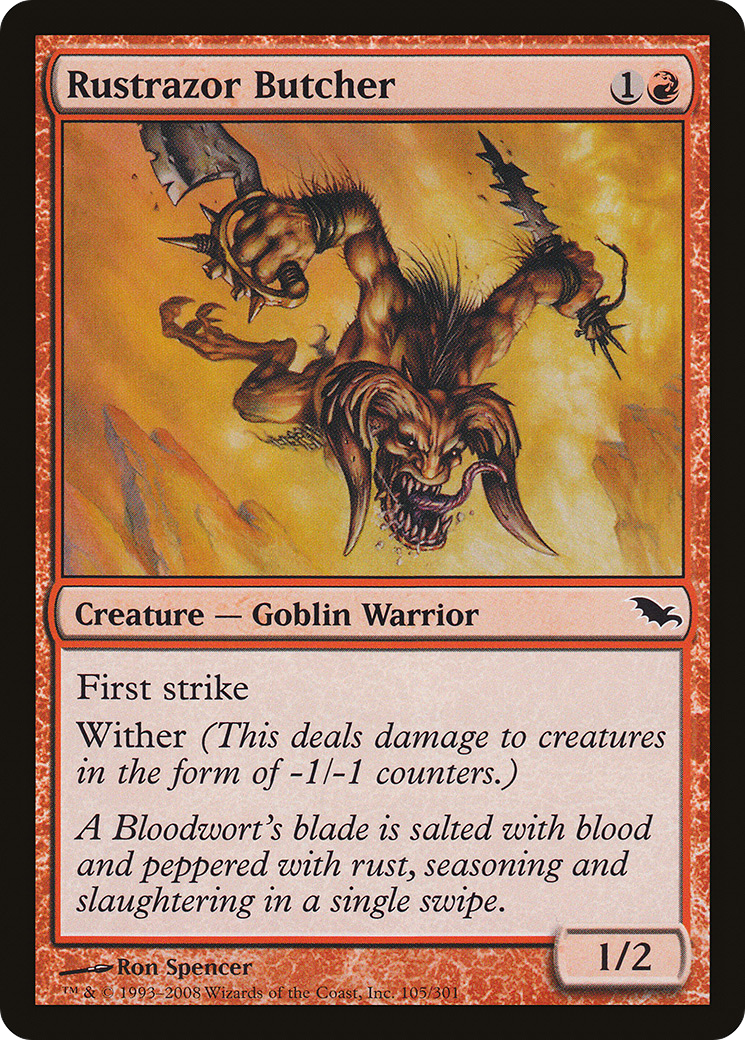 Rustrazor Butcher 1
Creature — Goblin Warrior
First strike
Wither (This deals damage to creatures
in the form of -1/-1 counters.)
A Bloodwort's blade is salted with blood
and peppered with rust, seasoning and
slaughtering in a single swipe.
1/2
Ron Spencer
™ & © 1993–2008 Wizards of the Coast, Inc. 105/301